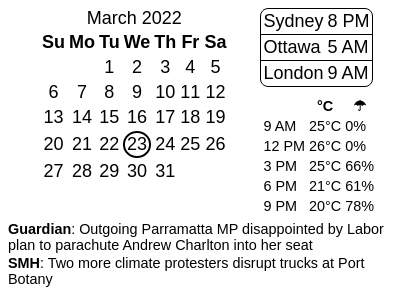 March 2022
Su Mo Tu We Th Fr Sa
1 2 3 4 5
6 7 8 9 10 11 12
13 14 15 16 17 18 19
20 21 22 23 24 25 26
27 28 29 30 31
Sydney 8 PM
Ottawa 5 AM
London 9 AM
°C ☂
9 AM 25°C 0%
12 PM 26°C 0%
3 PM 25°C 66%
6 PM 21°C 61%
9 PM 20°C 78%
Guardian: Outgoing Parramatta MP disappointed by Labor
plan to parachute Andrew Charlton into her seat
SMH: Two more climate protesters disrupt trucks at Port
Botany